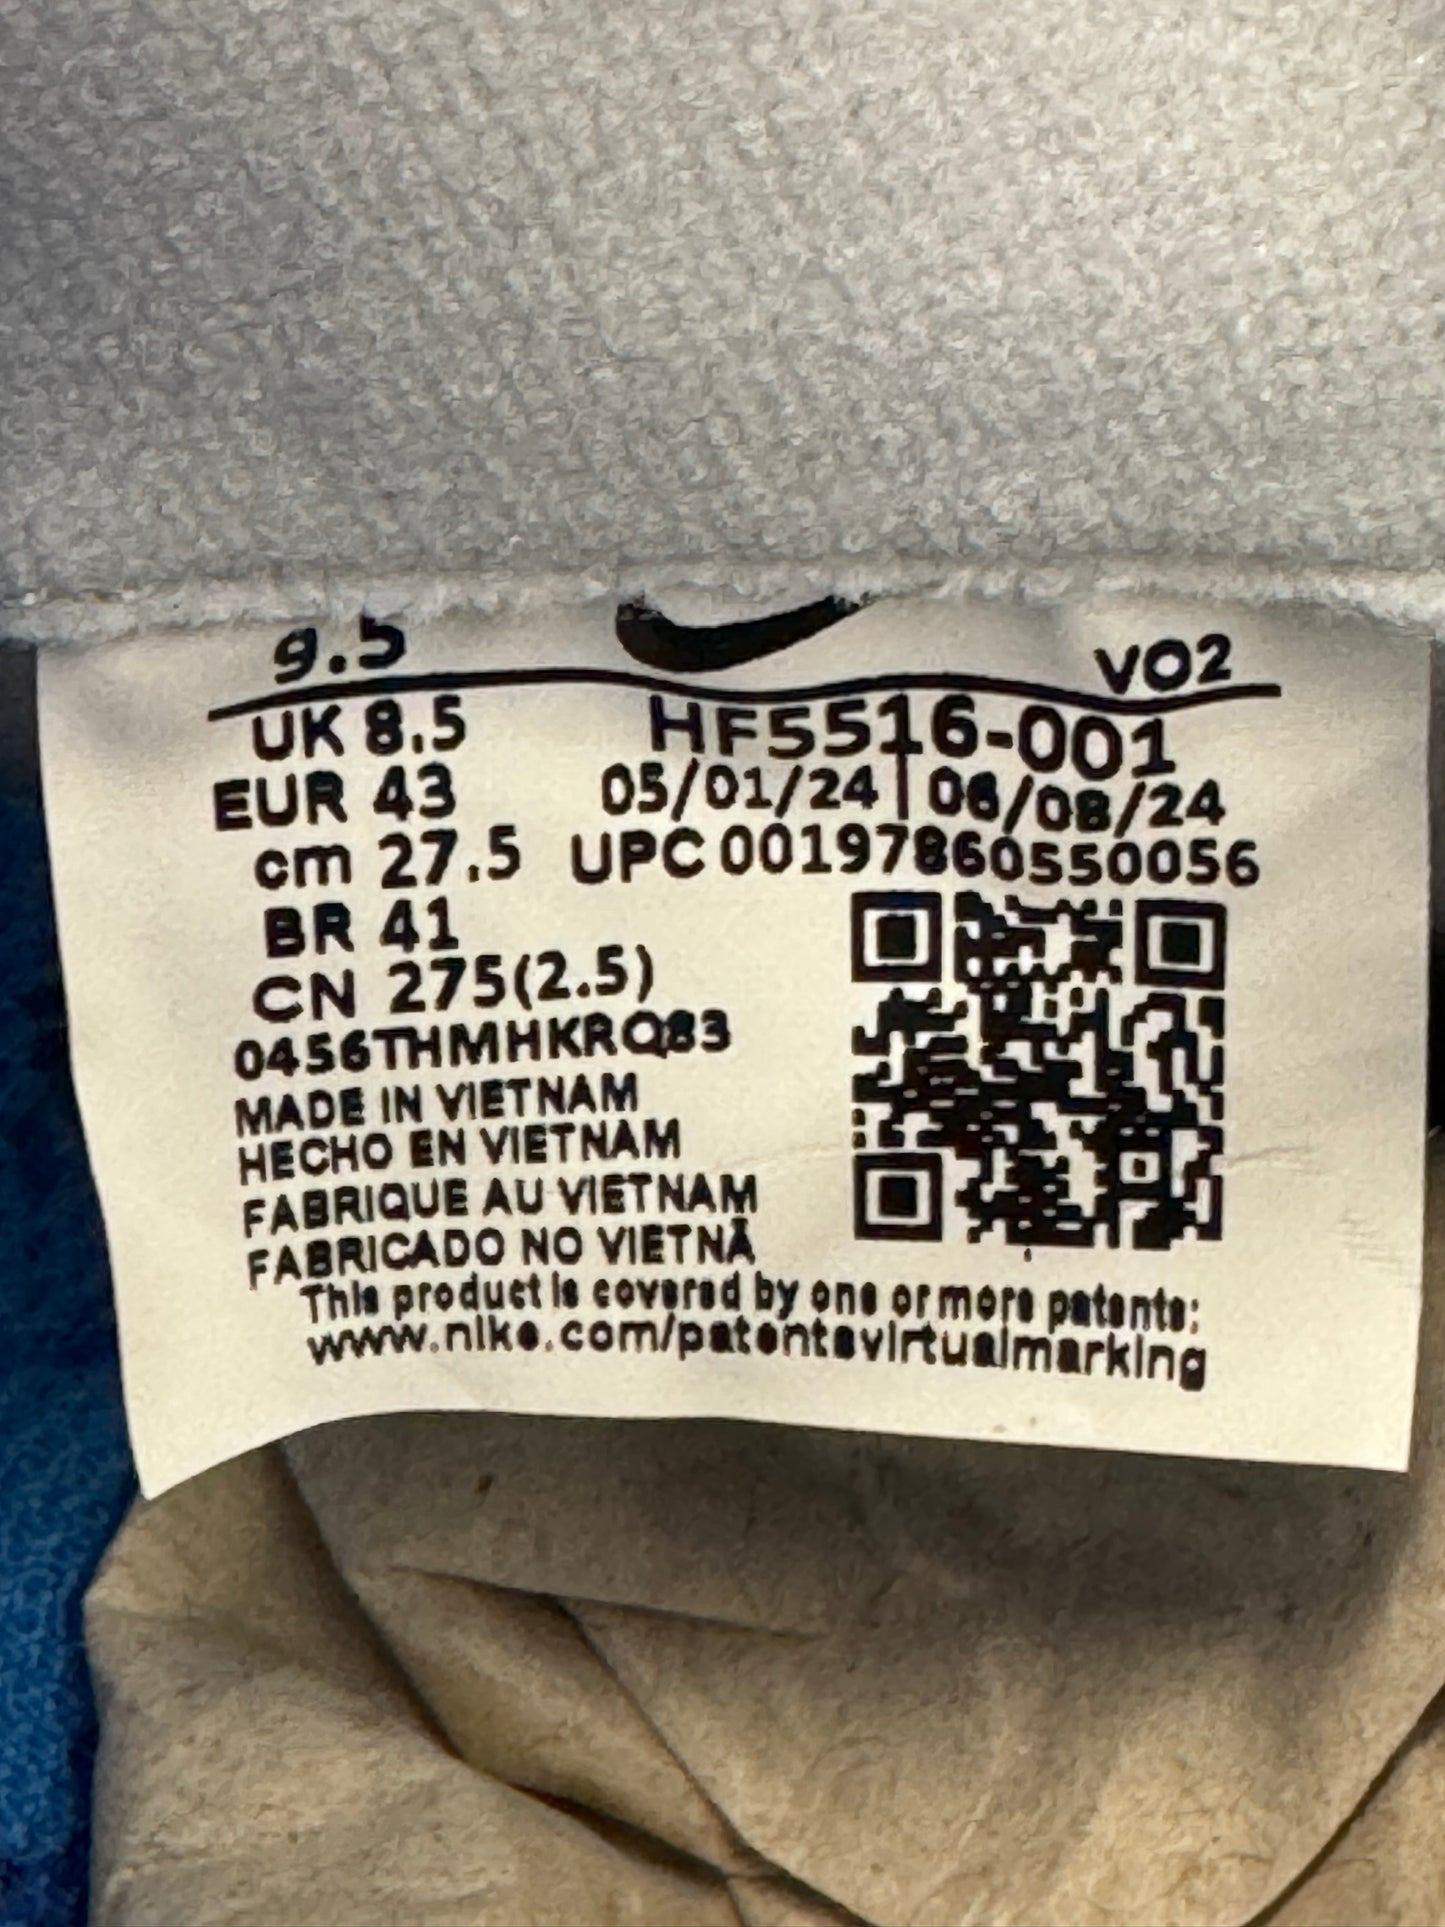 9.5 VO2
UK 8.5 HF5516-001
EUR 43 05/01/24 | 06/08/24
cm 27.5 UPC 00197860550056
BR 41
CN 275(2.5)
0456THMHKRQ83
MADE IN VIETNAM
HECHO EN VIETNAM
FABRIQUE AU VIETNAM
FABRICADO NO VIETNÃ
This product is covered by one or more patents:
www.nike.com/patentsvirtualmarking